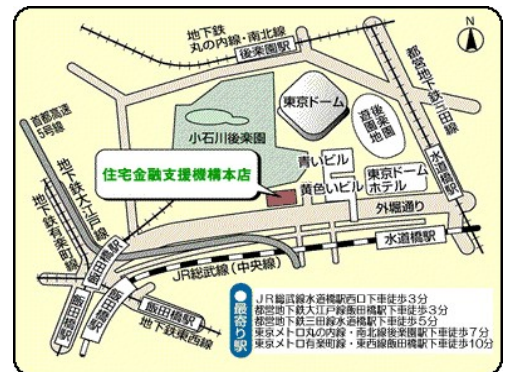 N
地下鉄
丸の内線・南北線
後楽園駅
都営地下鉄三田線
首都高速
5号線
東京ドーム
後楽園
遊園地
小石川後楽園
地下鉄大江戸線
地下鉄有楽町線
青いビル
住宅金融支援機構本店
黄色いビル
東京ドーム
ホテル
水道橋駅
外堀通り
水道橋駅
JR総武線(中央線)
飯田橋駅
飯田橋駅
飯田橋駅
飯田橋駅
地下鉄東西線
●最寄り駅
JR総武線水道橋駅西口下車徒歩3分
都営地下鉄大江戸線飯田橋駅下車徒歩3分
都営地下鉄三田線水道橋駅下車徒歩5分
東京メトロ丸の内線・南北線後楽園駅下車徒歩7分
東京メトロ有楽町線・東西線飯田橋駅下車徒歩10分